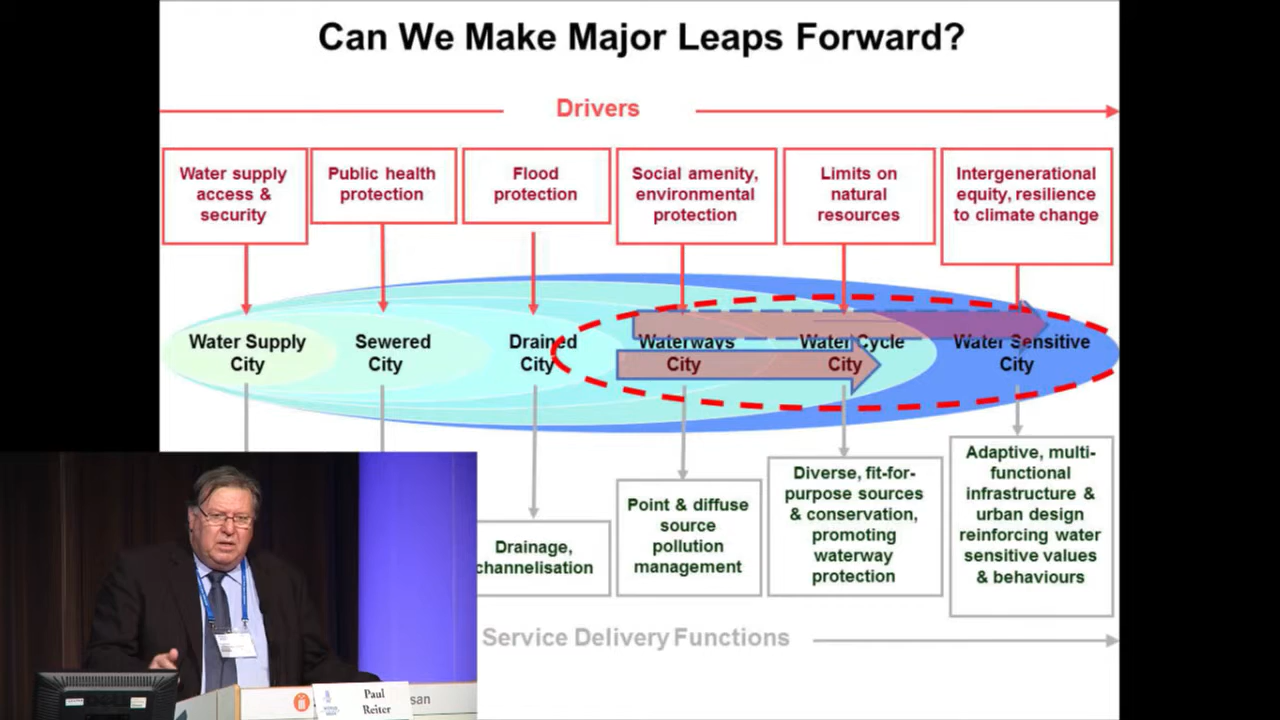 Can We Make Major Leaps Forward?
Drivers
Water supply
access &
security
Public health
protection
Flood
protection
Social amenity,
environmental
protection
Limits on
natural
resources
Intergenerational
equity, resilience
to climate change
Water Supply
City
Sewered
City
Drained
City
Waterways
City
Water Cycle
City
Water Sensitive
City
Drainage,
channelisation
Point & diffuse
source
pollution
management
Diverse, fit-for-
purpose sources
& conservation,
promoting
waterway
protection
Adaptive, multi-
functional
infrastructure &
urban design
reinforcing water
sensitive values
& behaviours
Service Delivery Functions
Paul
Reiter
san